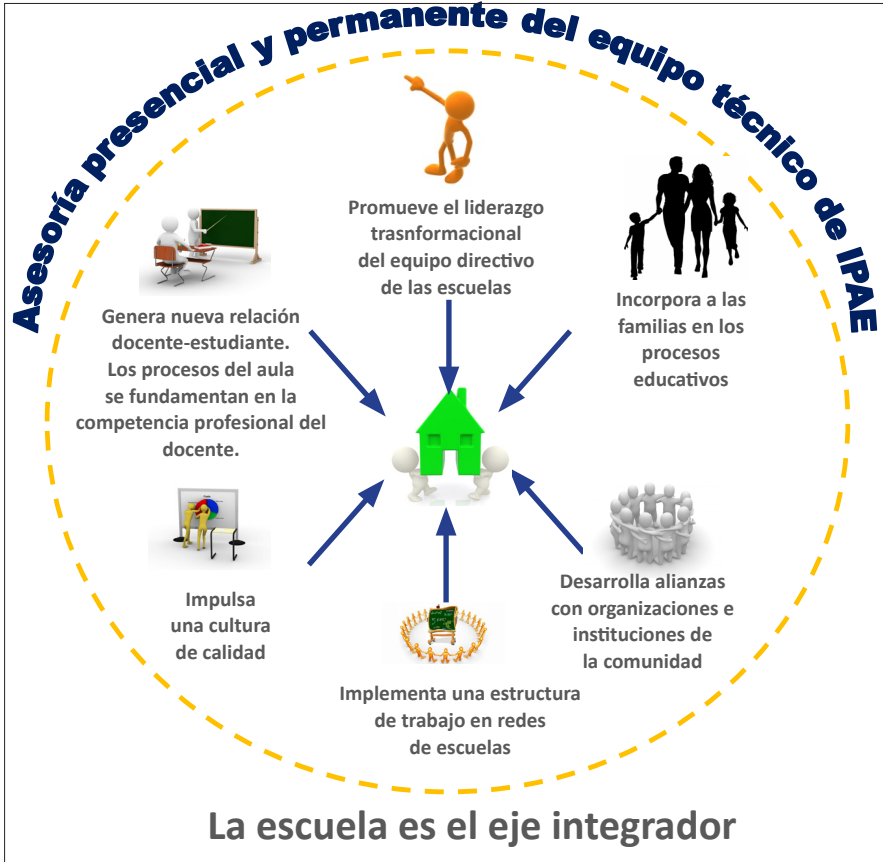 Asesoría presencial y permanente del equipo técnico de IPAE
Promueve el liderazgo
trasnformacional
del equipo directivo
de las escuelas
Genera nueva relación
docente-estudiante.
Los procesos del aula
se fundamentan en la
competencia profesional del
docente.
Incorpora a las
familias en los
procesos
educativos
Impulsa
una cultura
de calidad
Implementa una estructura
de trabajo en redes
de escuelas
Desarrolla alianzas
con organizaciones e
instituciones de
la comunidad
La escuela es el eje integrador